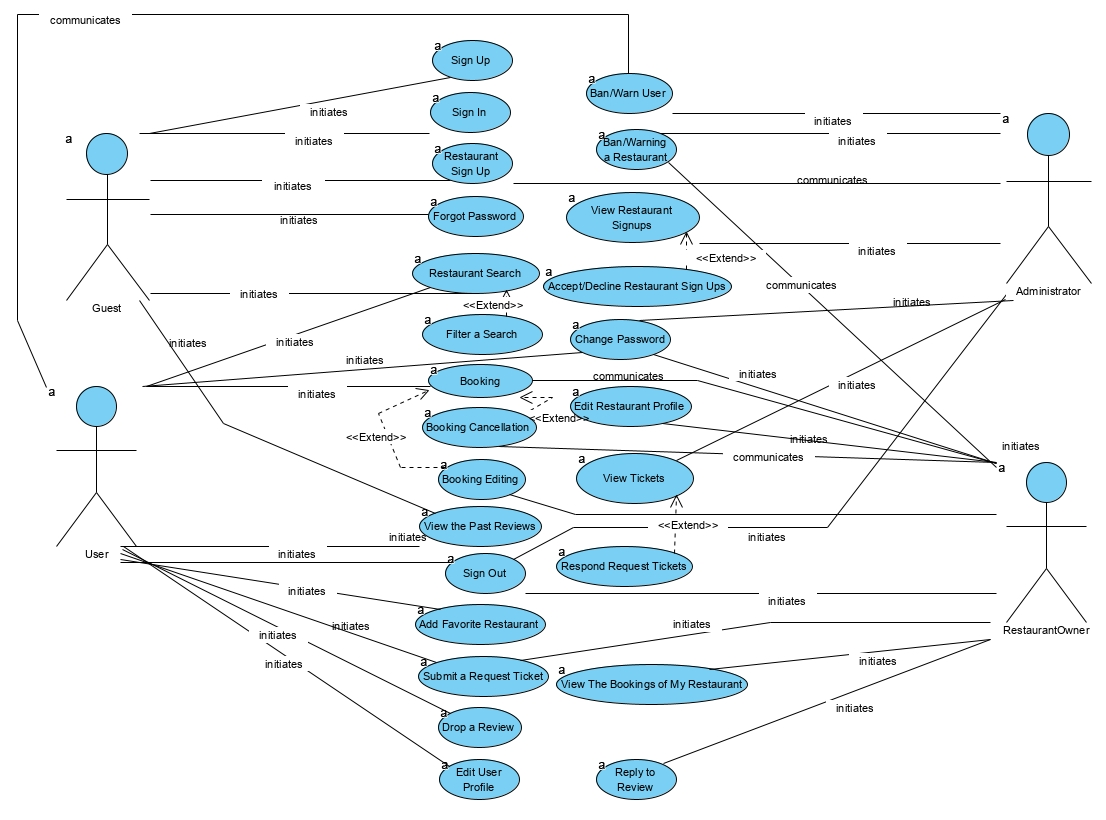 communicates
a
Sign Up
a
Ban/Warn User
a
Sign In
initiates
initiates
a
initiates
a
initiates
a
Restaurant
Sign Up
a
Ban/Warning
a Restaurant
initiates
communicates
a
Forgot Password
initiates
a
View Restaurant
Signups
initiates
<<Extend>>
a
Restaurant Search
a
Accept/Decline Restaurant Sign Ups
communicates
Administrator
Guest
initiates
<<Extend>>
initiates
a
Filter a Search
a
Change Password
initiates
initiates
initiates
a
Booking
communicates
initiates
initiates
a
initiates
a
Edit Restaurant Profile
a
Booking Cancellation
<<Extend>>
<<Extend>>
initiates
initiates
communicates
a
a
Booking Editing
a
View Tickets
a
View the Past Reviews
<<Extend>>
initiates
initiates
User
initiates
a
Sign Out
a
Respond Request Tickets
initiates
initiates
a
Add Favorite Restaurant
initiates
initiates
initiates
RestaurantOwner
initiates
a
Submit a Request Ticket
a
View The Bookings of My Restaurant
initiates
a
Drop a Review
initiates
a
Edit User
Profile
a
Reply to
Review